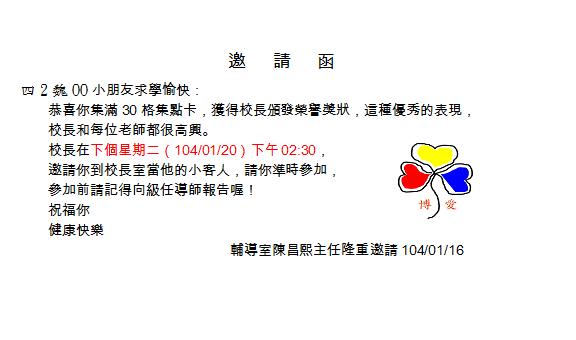 邀 請 函
四 2 魏 00 小朋友求學愉快：
恭喜你集滿 30 格集點卡，獲得校長頒發榮譽獎狀，這種優秀的表現，
校長和每位老師都很高興。
校長在下個星期二（104/01/20）下午 02:30，
邀請你到校長室當他的小客人，請你準時參加，
參加前請記得向級任導師報告喔！
祝福你
健康快樂
博 愛
輔導室陳昌熙主任隆重邀請 104/01/16